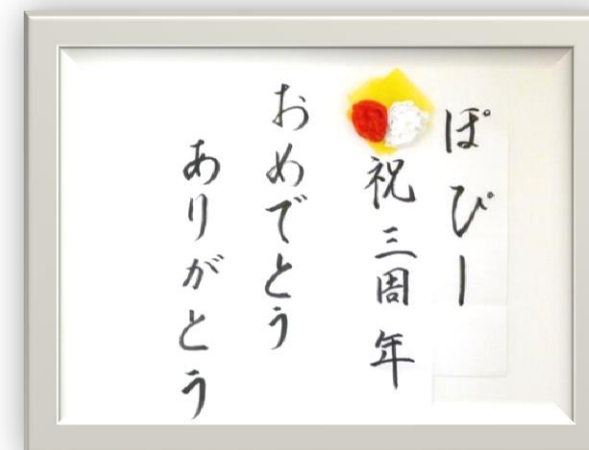 ぽぴー
祝三周年
おめでとう
ありがとう